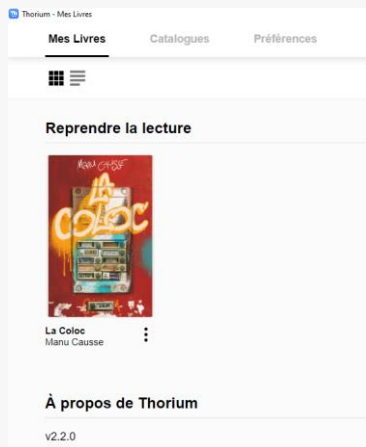 Thorium - Mes Livres
Mes Livres Catalogues Préférences
Reprendre la lecture
MANU CAUSSE
LA
COLOC
La Coloc
Manu Causse
À propos de Thorium
v2.2.0